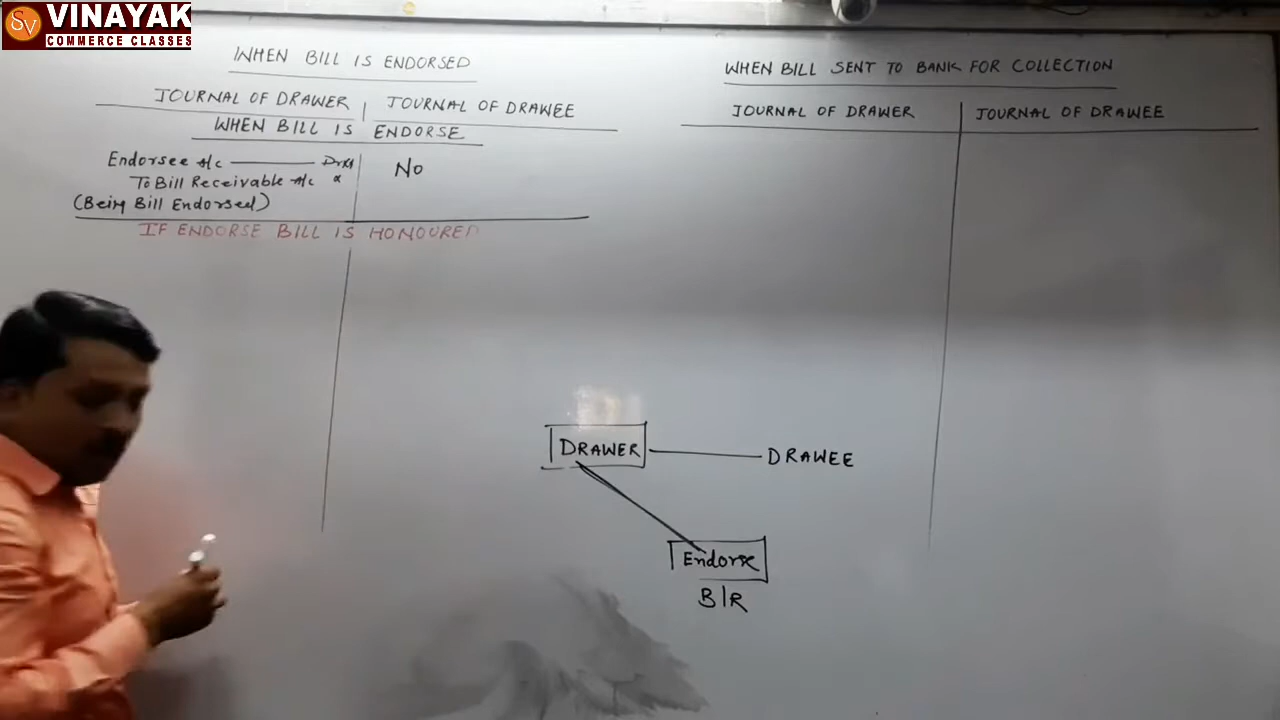 VINAYAK
COMMERCE CLASSES
WHEN BILL IS ENDORSED
JOURNAL OF DRAWER | JOURNAL OF DRAWEE
WHEN BILL IS ENDORSE
Endorsee A/c ——— Dr
No
To Bill Receivable A/c
(Being Bill Endorsed)
IF ENDORSE BILL IS HONOURED
WHEN BILL SENT TO BANK FOR COLLECTION
JOURNAL OF DRAWER | JOURNAL OF DRAWEE
DRAWER — DRAWEE
B/R